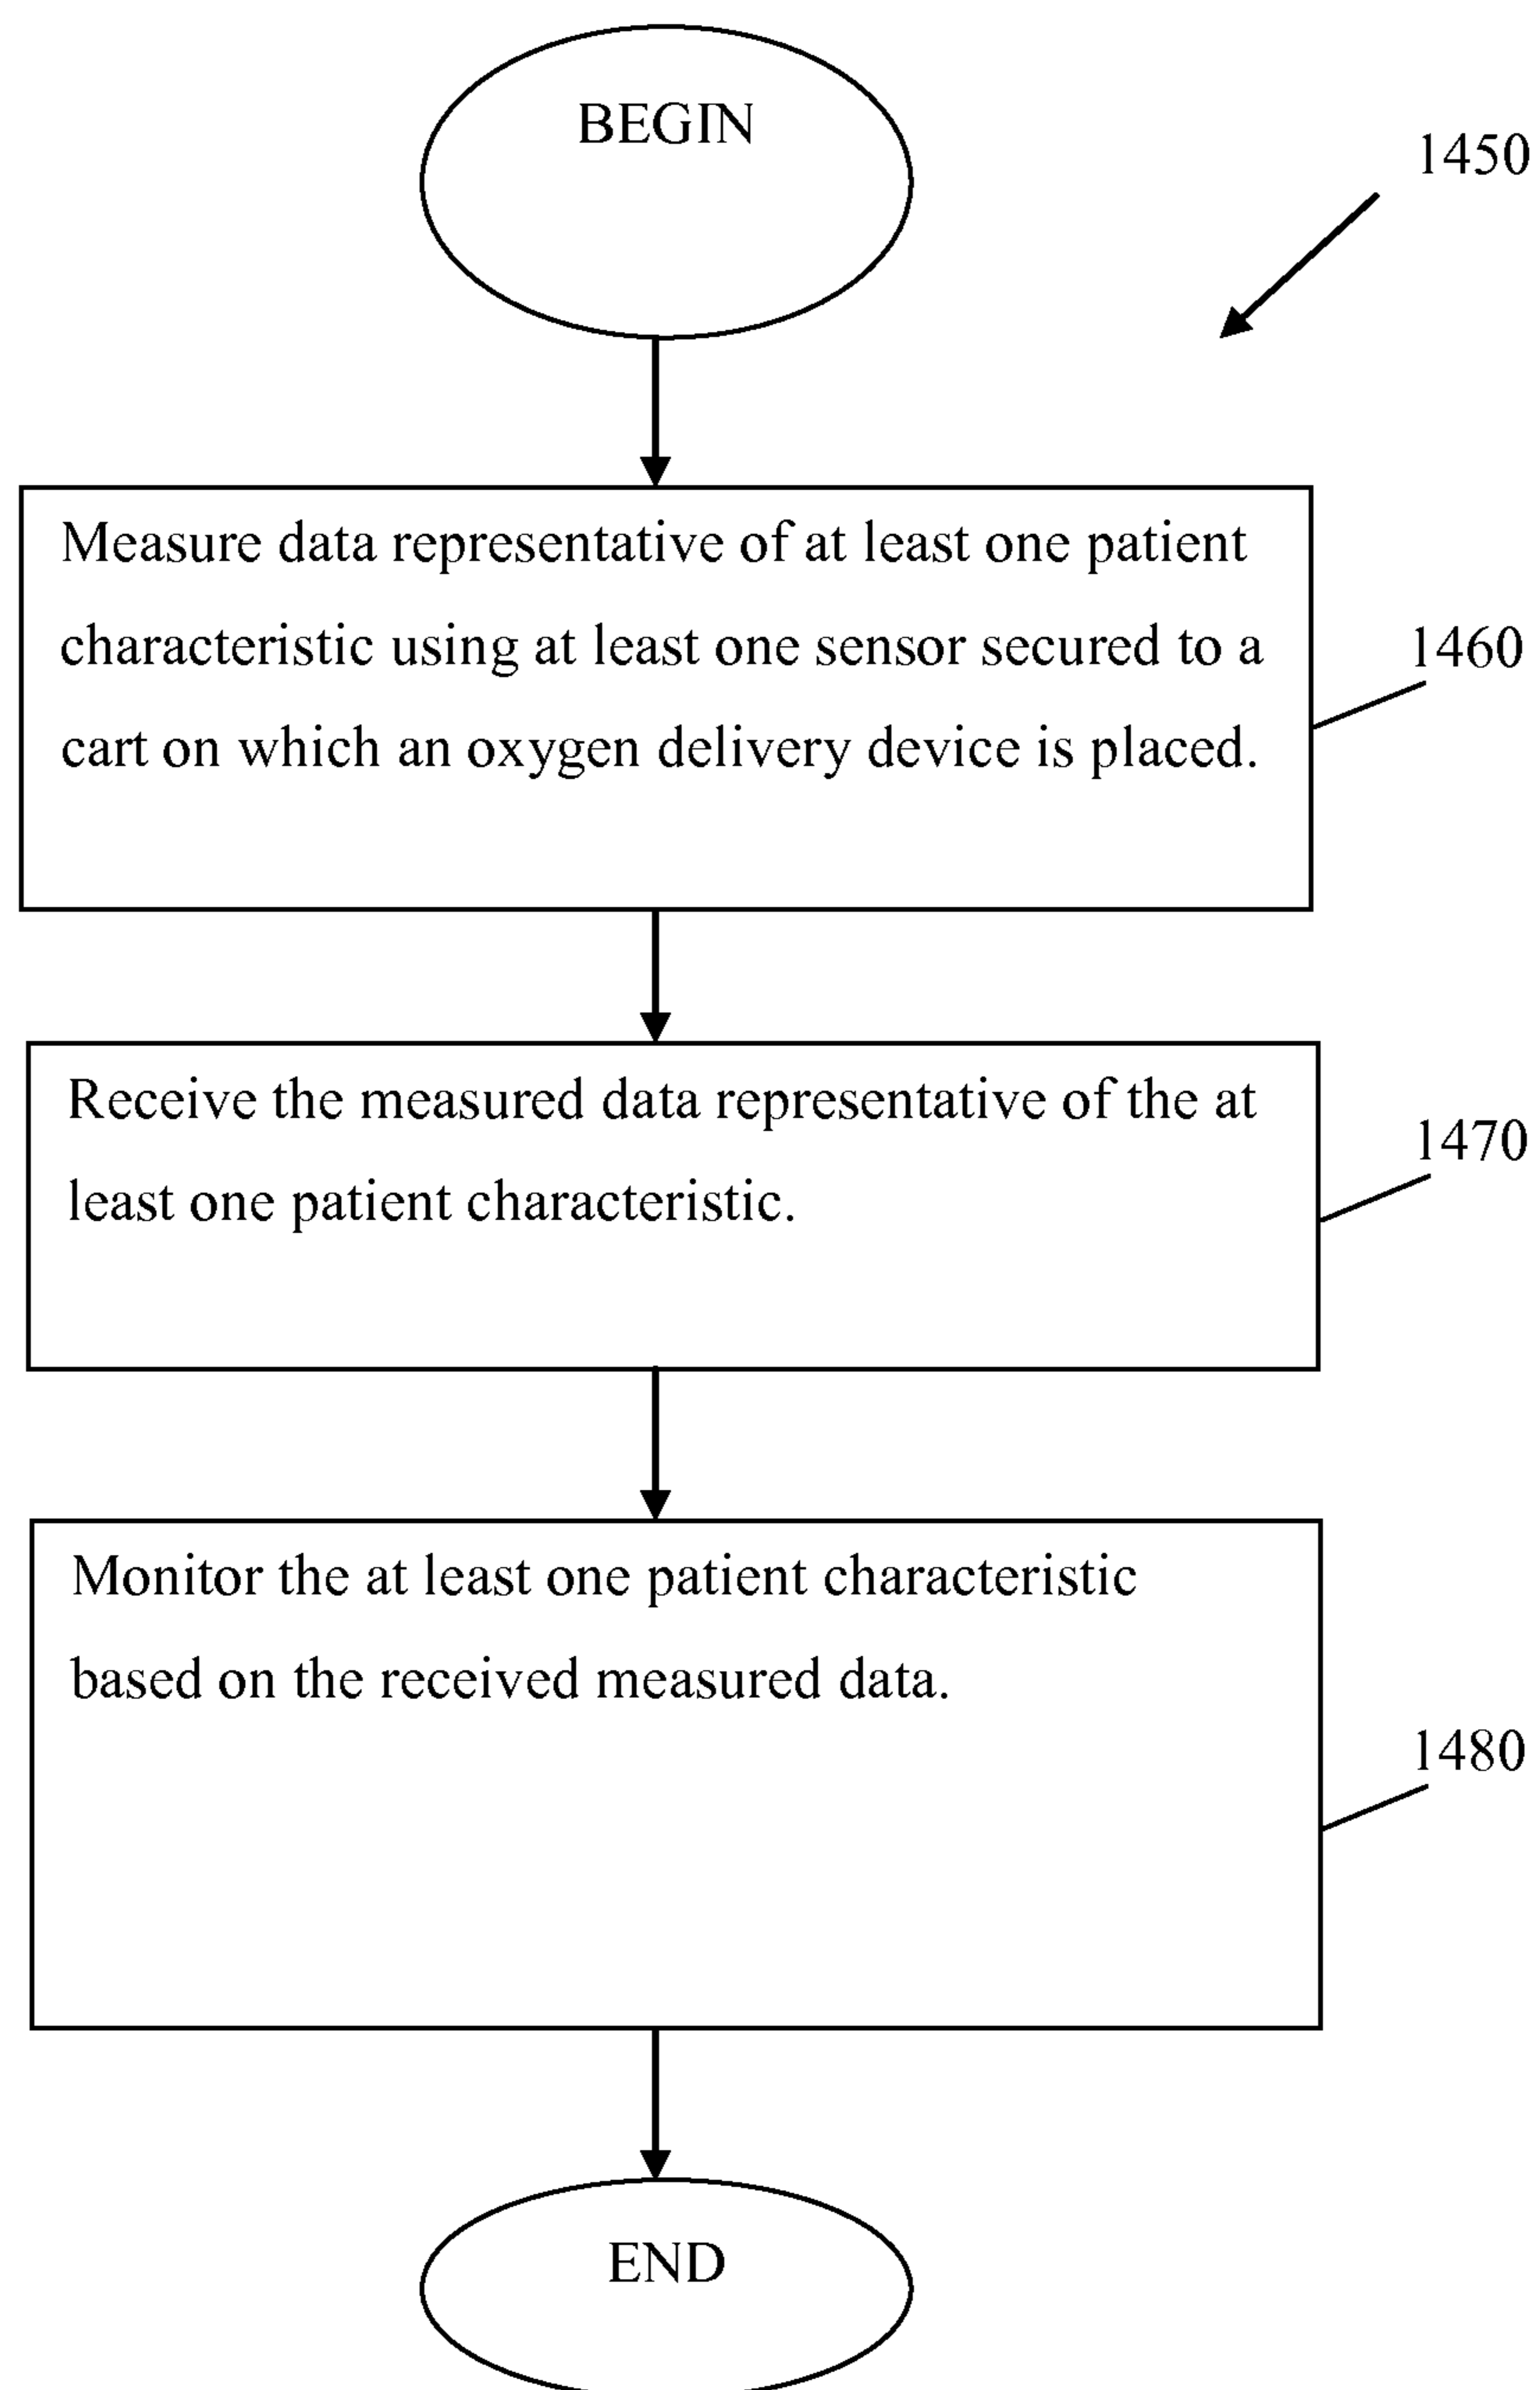 BEGIN
1450
Measure data representative of at least one patient
characteristic using at least one sensor secured to a
cart on which an oxygen delivery device is placed.
1460
Receive the measured data representative of the at
least one patient characteristic.
1470
Monitor the at least one patient characteristic
based on the received measured data.
1480
END